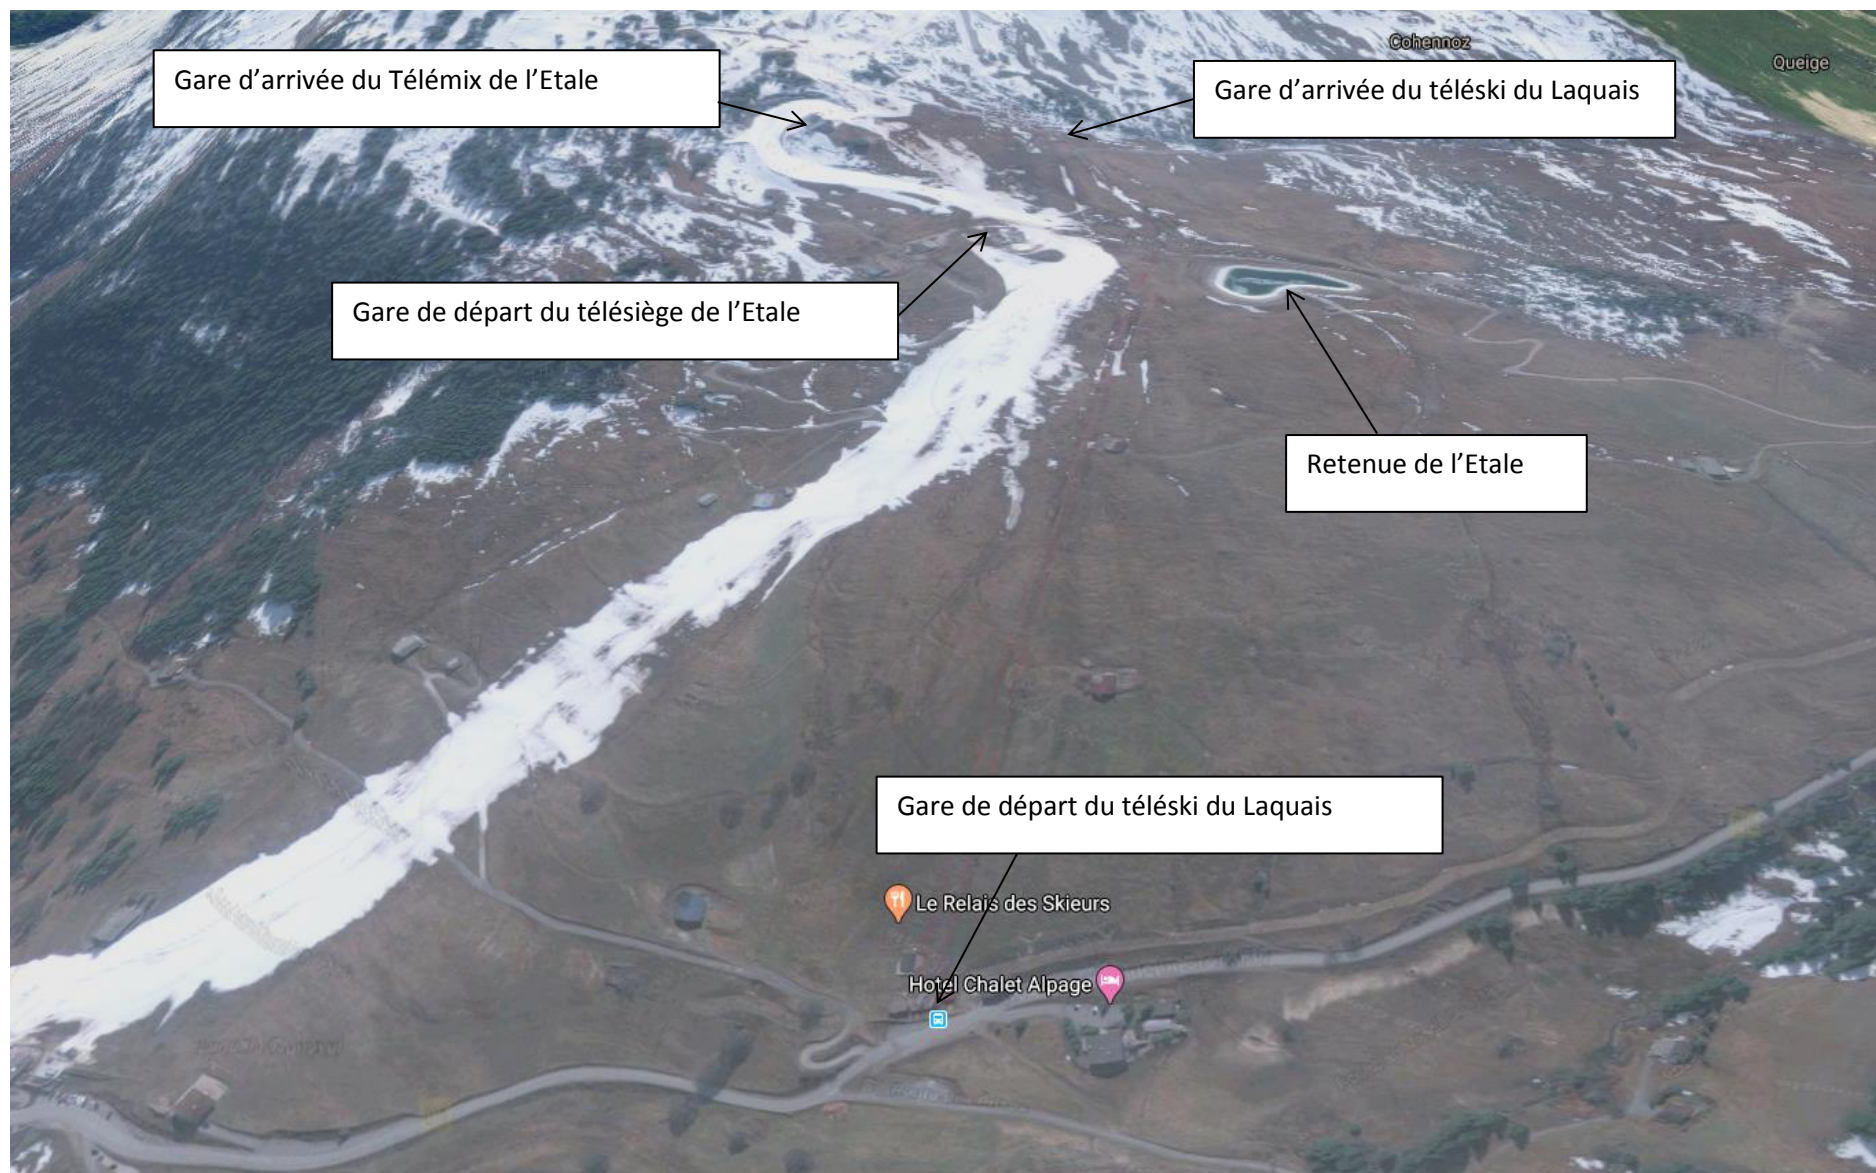 Cohennoz
Queige
Gare d’arrivée du Télémix de l’Etale
Gare d’arrivée du téléski du Laquais
Gare de départ du télésiège de l’Etale
Retenue de l’Etale
Gare de départ du téléski du Laquais
Le Relais des Skieurs
Hotel Chalet Alpage